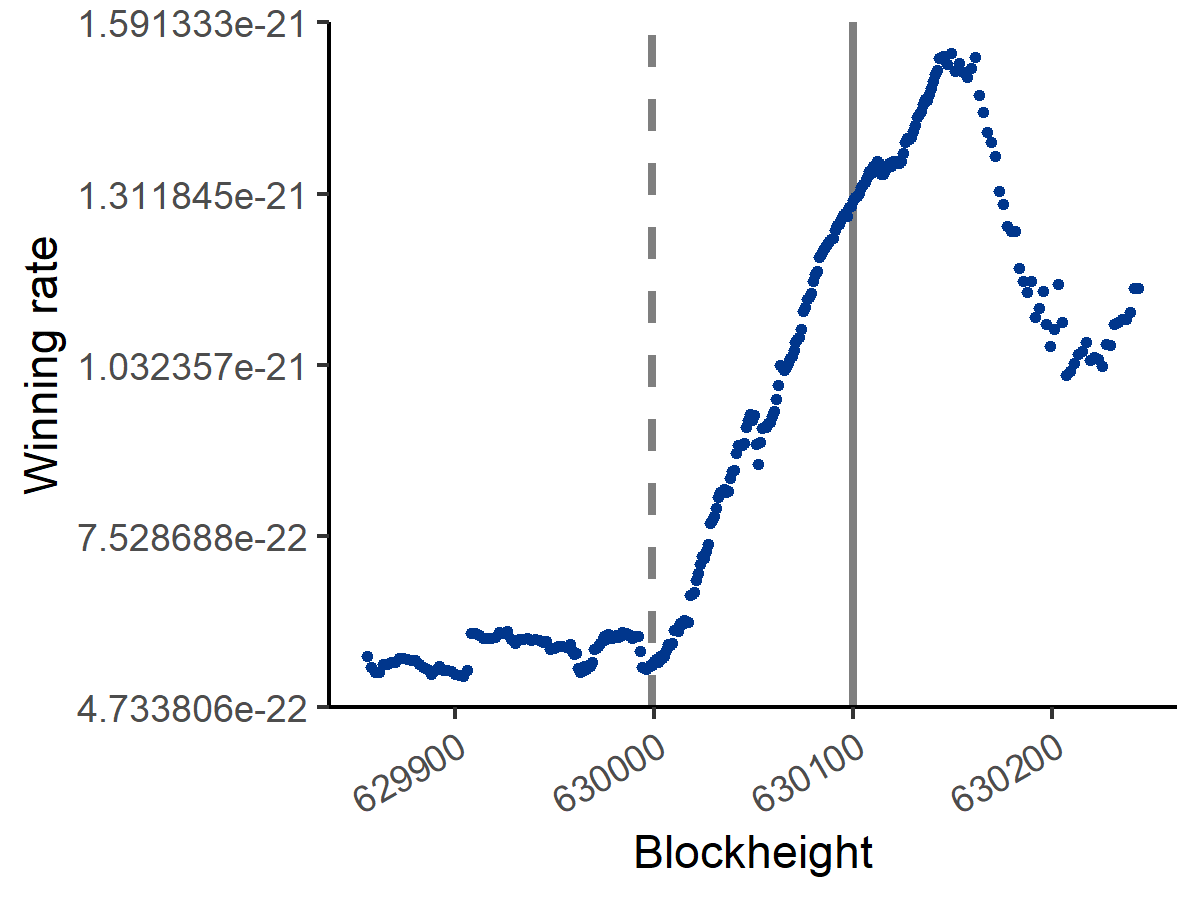 1.591333e-21
1.311845e-21
1.032357e-21
7.528688e-22
4.733806e-22
Winning rate
629900
630000
630100
630200
Blockheight